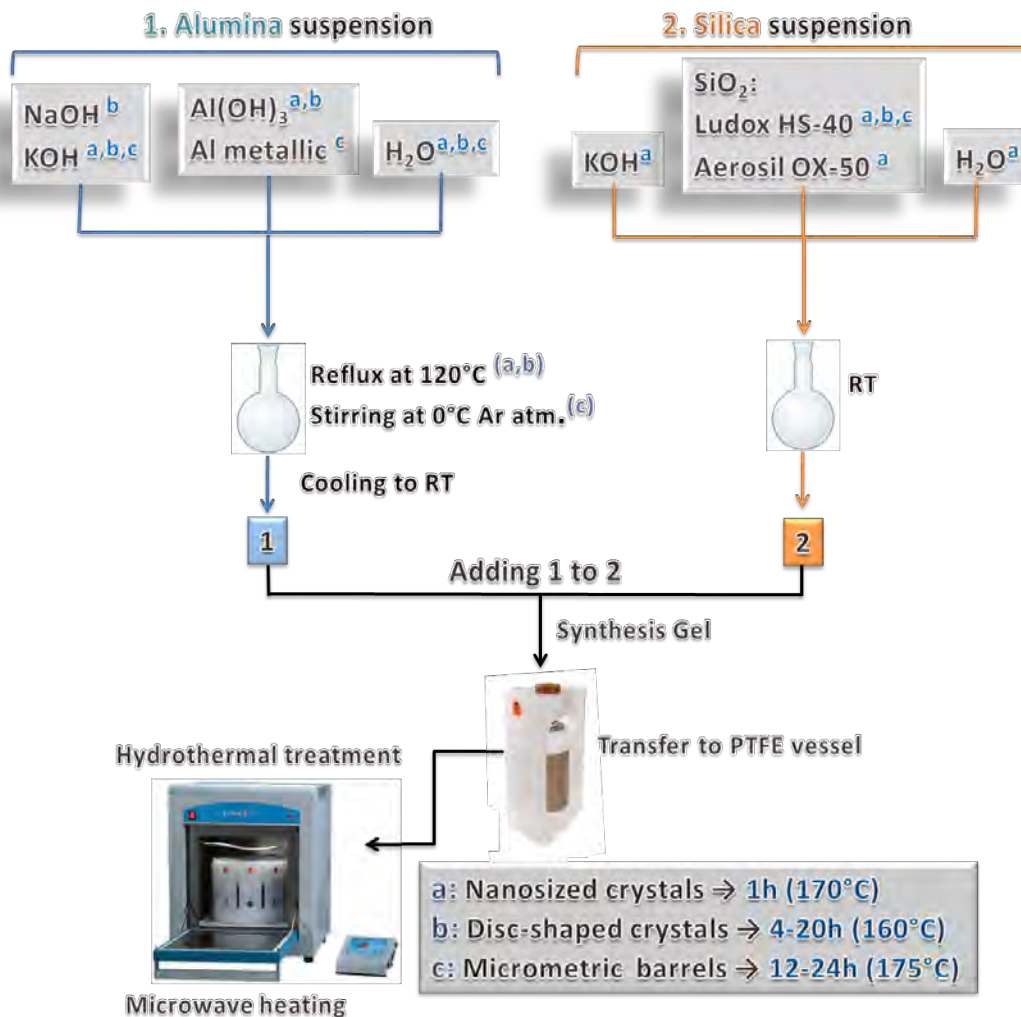 1. Alumina suspension
2. Silica suspension
NaOH b
KOH a,b,c
Al(OH)₃ a,b
Al metallic c
H₂O a,b,c
KOH a
SiO₂:
Ludox HS-40 a,b,c
Aerosil OX-50 a
H₂O a
Reflux at 120°C (a,b)
Stirring at 0°C Ar atm. (c)
RT
Cooling to RT
1
2
Adding 1 to 2
Synthesis Gel
Transfer to PTFE vessel
Hydrothermal treatment
Microwave heating
a: Nanosized crystals → 1h (170°C)
b: Disc-shaped crystals → 4-20h (160°C)
c: Micrometric barrels → 12-24h (175°C)